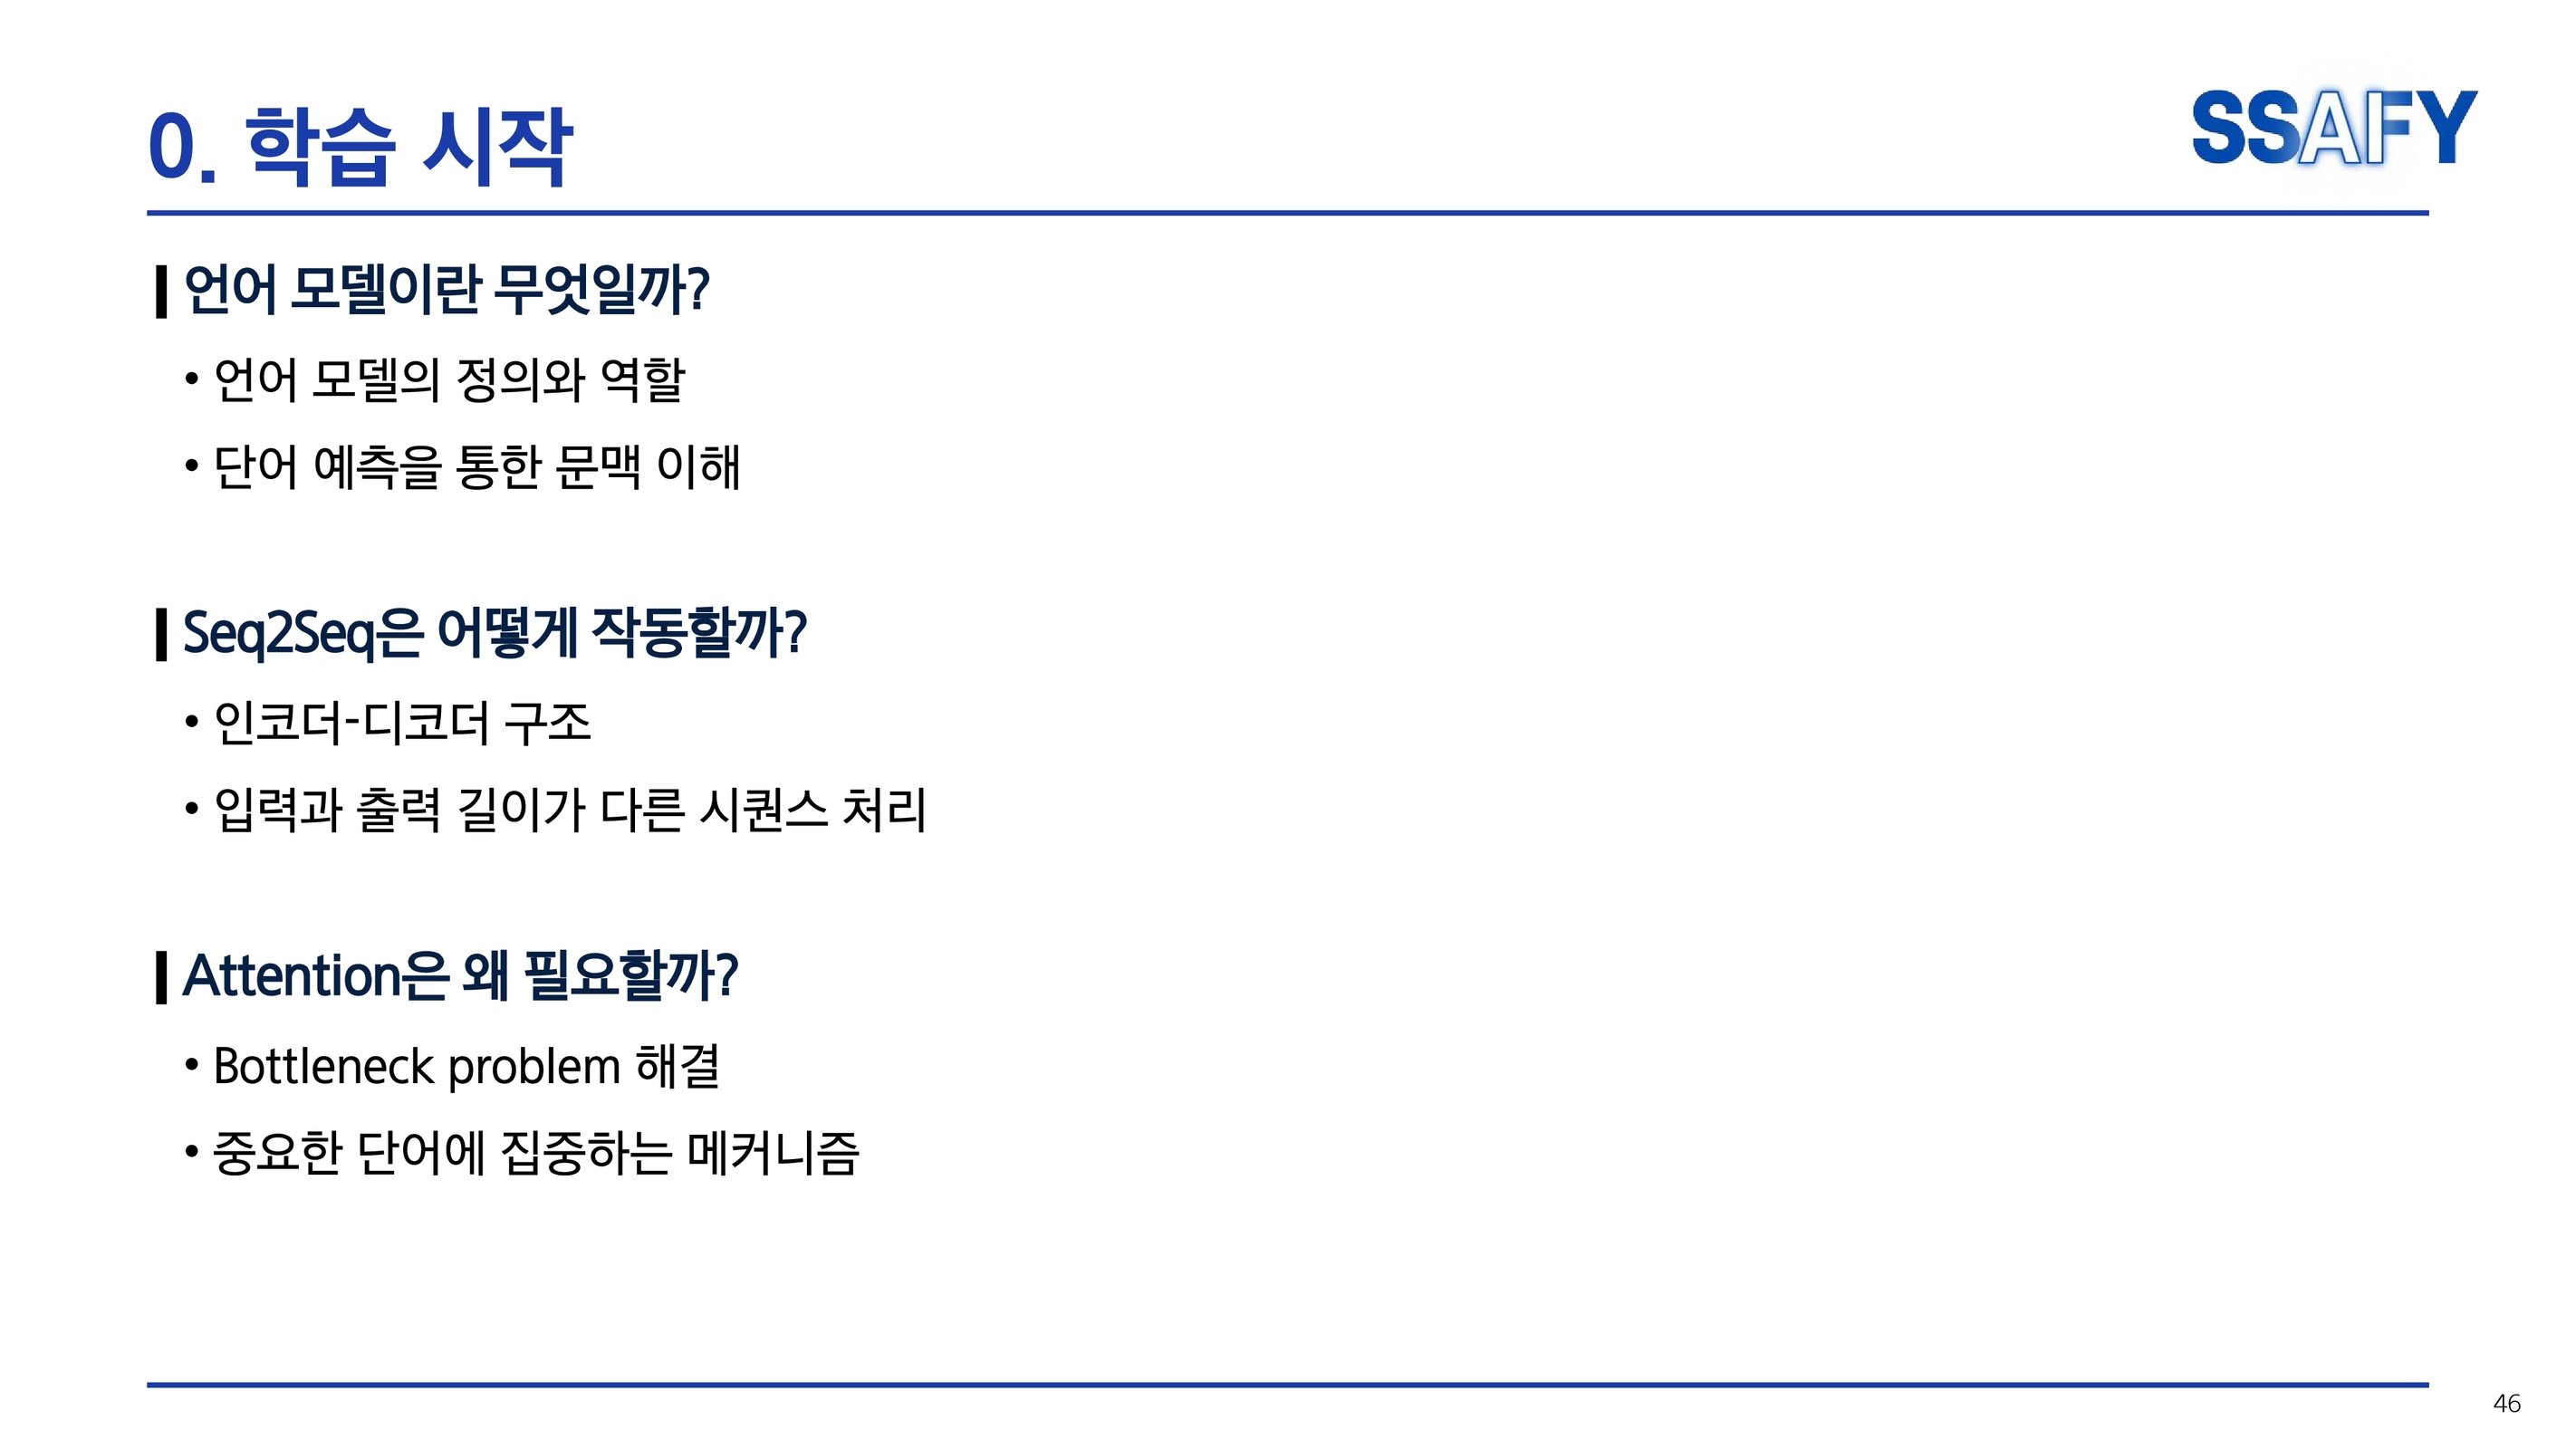 0. 학습 시작
SSAFY
언어 모델이란 무엇일까?
• 언어 모델의 정의와 역할
• 단어 예측을 통한 문맥 이해
Seq2Seq은 어떻게 작동할까?
• 인코더-디코더 구조
• 입력과 출력 길이가 다른 시퀀스 처리
Attention은 왜 필요할까?
• Bottleneck problem 해결
• 중요한 단어에 집중하는 메커니즘
46